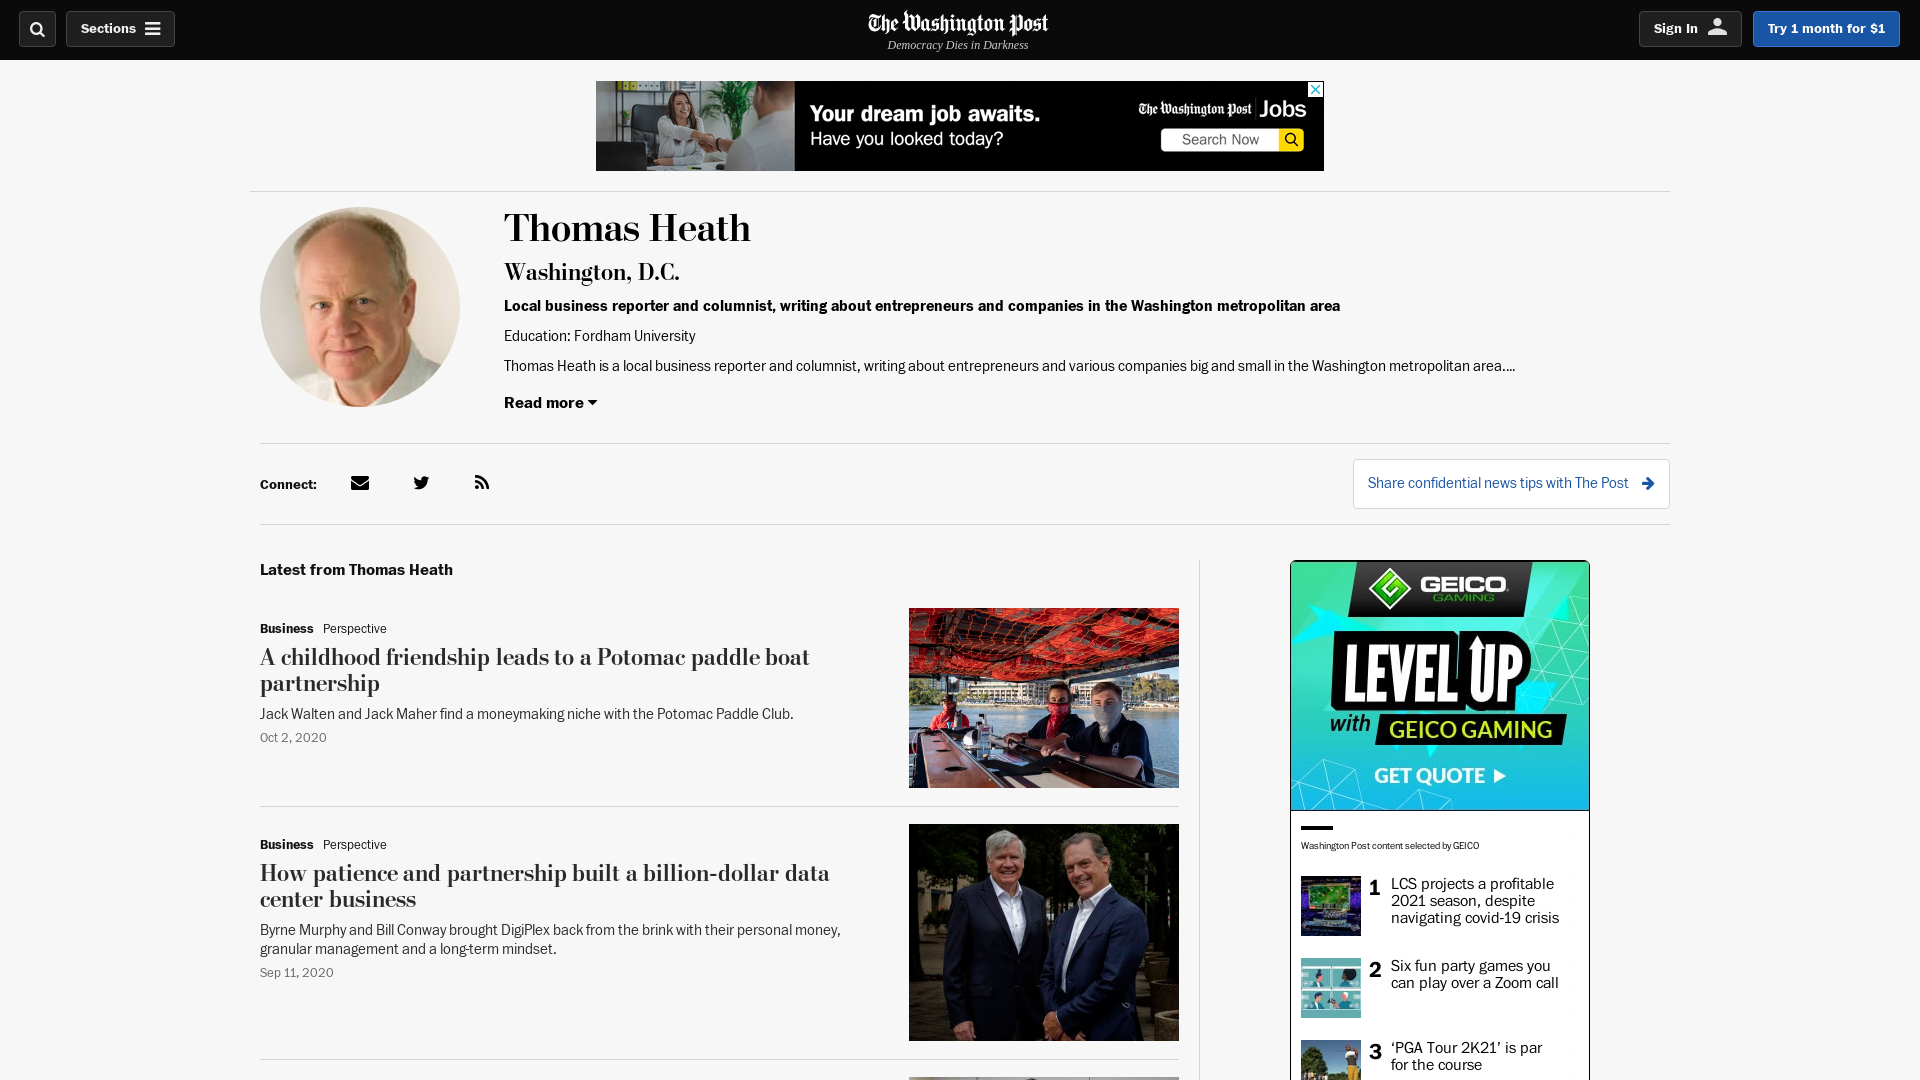 Sections
The Washington Post
Democracy Dies in Darkness
Sign In
Try 1 month for $1
Your dream job awaits.
Have you looked today?
The Washington Post Jobs
Search Now
Thomas Heath
Washington, D.C.
Local business reporter and columnist, writing about entrepreneurs and companies in the Washington metropolitan area
Education: Fordham University
Thomas Heath is a local business reporter and columnist, writing about entrepreneurs and various companies big and small in the Washington metropolitan area....
Read more
Connect:
Share confidential news tips with The Post
Latest from Thomas Heath
Business Perspective
A childhood friendship leads to a Potomac paddle boat
partnership
Jack Walten and Jack Maher find a moneymaking niche with the Potomac Paddle Club.
Oct 2, 2020
Business Perspective
How patience and partnership built a billion-dollar data
center business
Byrne Murphy and Bill Conway brought DigiPlex back from the brink with their personal money,
granular management and a long-term mindset.
Sep 11, 2020
GEICO
GAMING
LEVEL UP
with GEICO GAMING
GET QUOTE
Washington Post content selected by GEICO
1 LCS projects a profitable
2021 season, despite
navigating covid-19 crisis
2 Six fun party games you
can play over a Zoom call
3 ‘PGA Tour 2K21’ is par
for the course